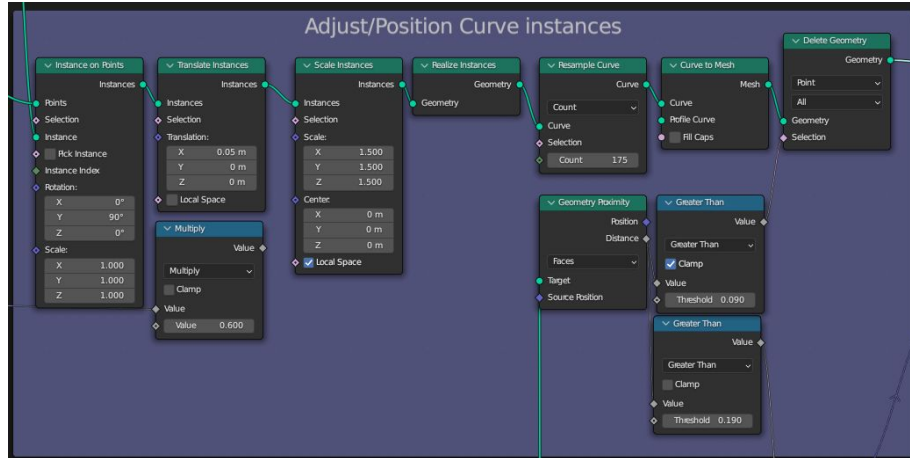 Adjust/Position Curve instances
Instance on Points
Instances
Points
Selection
Instance
Pick Instance
Instance Index
Rotation:
X 0°
Y 90°
Z 0°
Scale:
X 1.000
Y 1.000
Z 1.000
Translate Instances
Instances
Instances
Selection
Translation:
X 0.05 m
Y 0 m
Z 0 m
Local Space
Multiply
Value
Multiply
Clamp
Value
Value 0.600
Scale Instances
Instances
Instances
Selection
Scale:
X 1.500
Y 1.500
Z 1.500
Center:
X 0 m
Y 0 m
Z 0 m
Local Space
Realize Instances
Geometry
Geometry
Resample Curve
Curve
Count
Curve
Selection
Count 175
Curve to Mesh
Mesh
Curve
Profile Curve
Fill Caps
Delete Geometry
Geometry
Point
All
Geometry
Selection
Geometry Proximity
Position
Distance
Faces
Target
Source Position
Greater Than
Value
Greater Than
Clamp
Value
Threshold 0.090
Greater Than
Value
Greater Than
Clamp
Value
Threshold 0.190